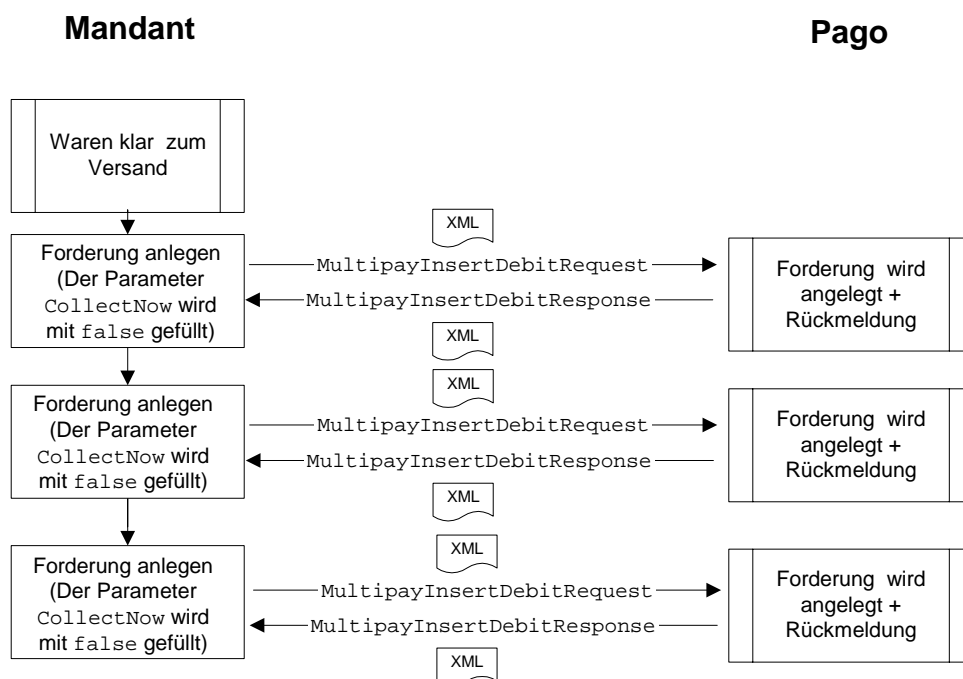 Mandant
Pago
Waren klar zum
Versand
XML
Forderung anlegen
(Der Parameter
CollectNow wird
mit false gefüllt)
MultipayInsertDebitRequest
MultipayInsertDebitResponse
Forderung wird
angelegt +
Rückmeldung
XML
XML
Forderung anlegen
(Der Parameter
CollectNow wird
mit false gefüllt)
MultipayInsertDebitRequest
MultipayInsertDebitResponse
Forderung wird
angelegt +
Rückmeldung
XML
XML
Forderung anlegen
(Der Parameter
CollectNow wird
mit false gefüllt)
MultipayInsertDebitRequest
MultipayInsertDebitResponse
Forderung wird
angelegt +
Rückmeldung
XML